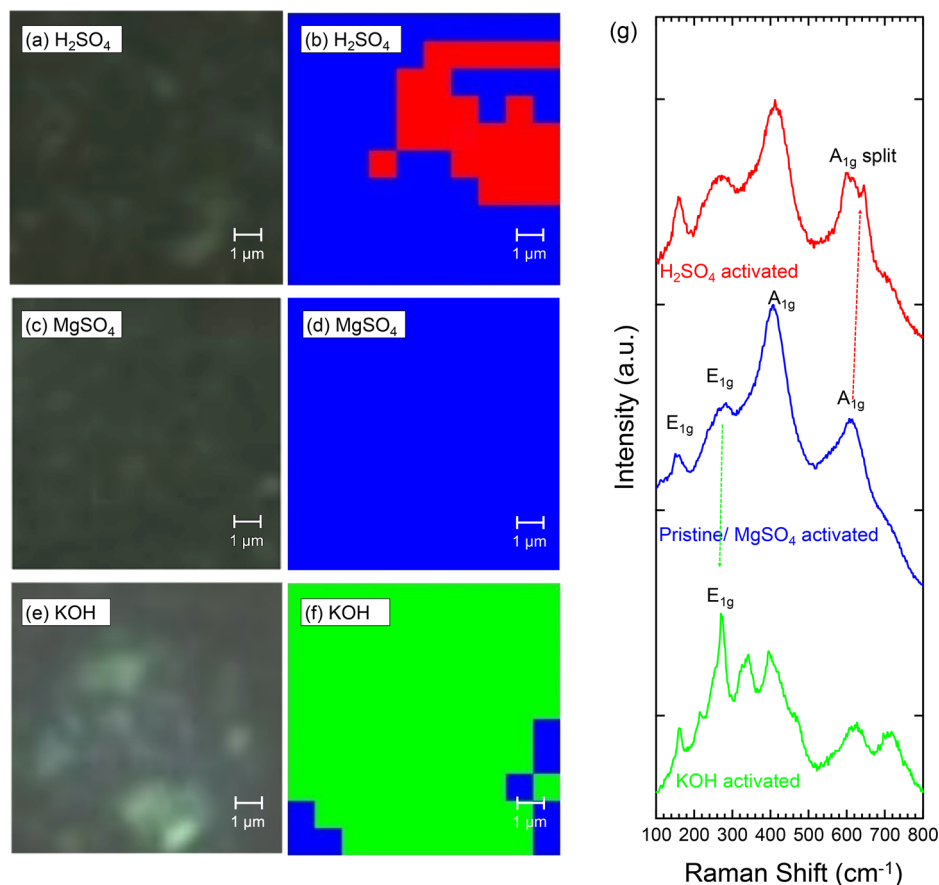 (a) H₂SO₄
1 μm
(b) H₂SO₄
1 μm
(c) MgSO₄
1 μm
(d) MgSO₄
1 μm
(e) KOH
1 μm
(f) KOH
1 μm
(g)
Intensity (a.u.)
A₁g split
H₂SO₄ activated
A₁g
E₁g
A₁g
E₁g
Pristine/ MgSO₄ activated
E₁g
KOH activated
100 200 300 400 500 600 700 800
Raman Shift (cm⁻¹)